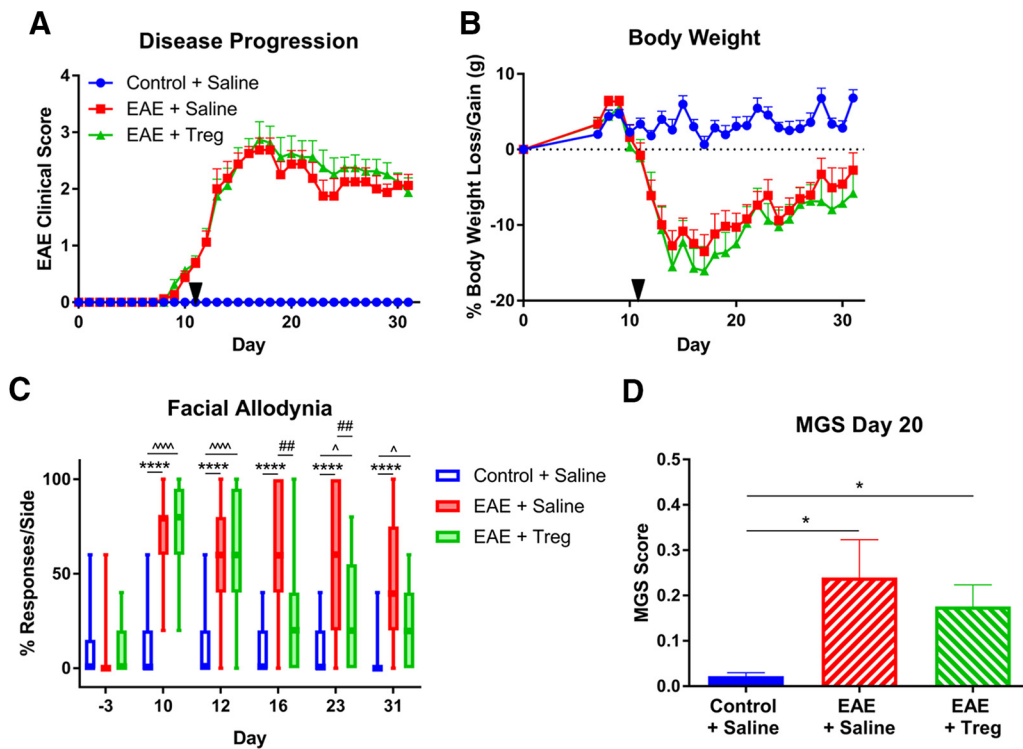 A
Disease Progression
EAE Clinical Score
4
3
2
1
0
Control + Saline
EAE + Saline
EAE + Treg
0
10
20
30
Day
B
Body Weight
% Body Weight Loss/Gain (g)
10
0
-10
-20
0
10
20
30
Day
C
Facial Allodynia
% Responses/Side
100
50
0
^^^^
****
^^^^
****
##
****
##
^
****
^
****
-3
10
12
16
23
31
Day
Control + Saline
EAE + Saline
EAE + Treg
D
MGS Day 20
MGS Score
0.5
0.4
0.3
0.2
0.1
0.0
*
*
Control
+ Saline
EAE
+ Saline
EAE
+ Treg